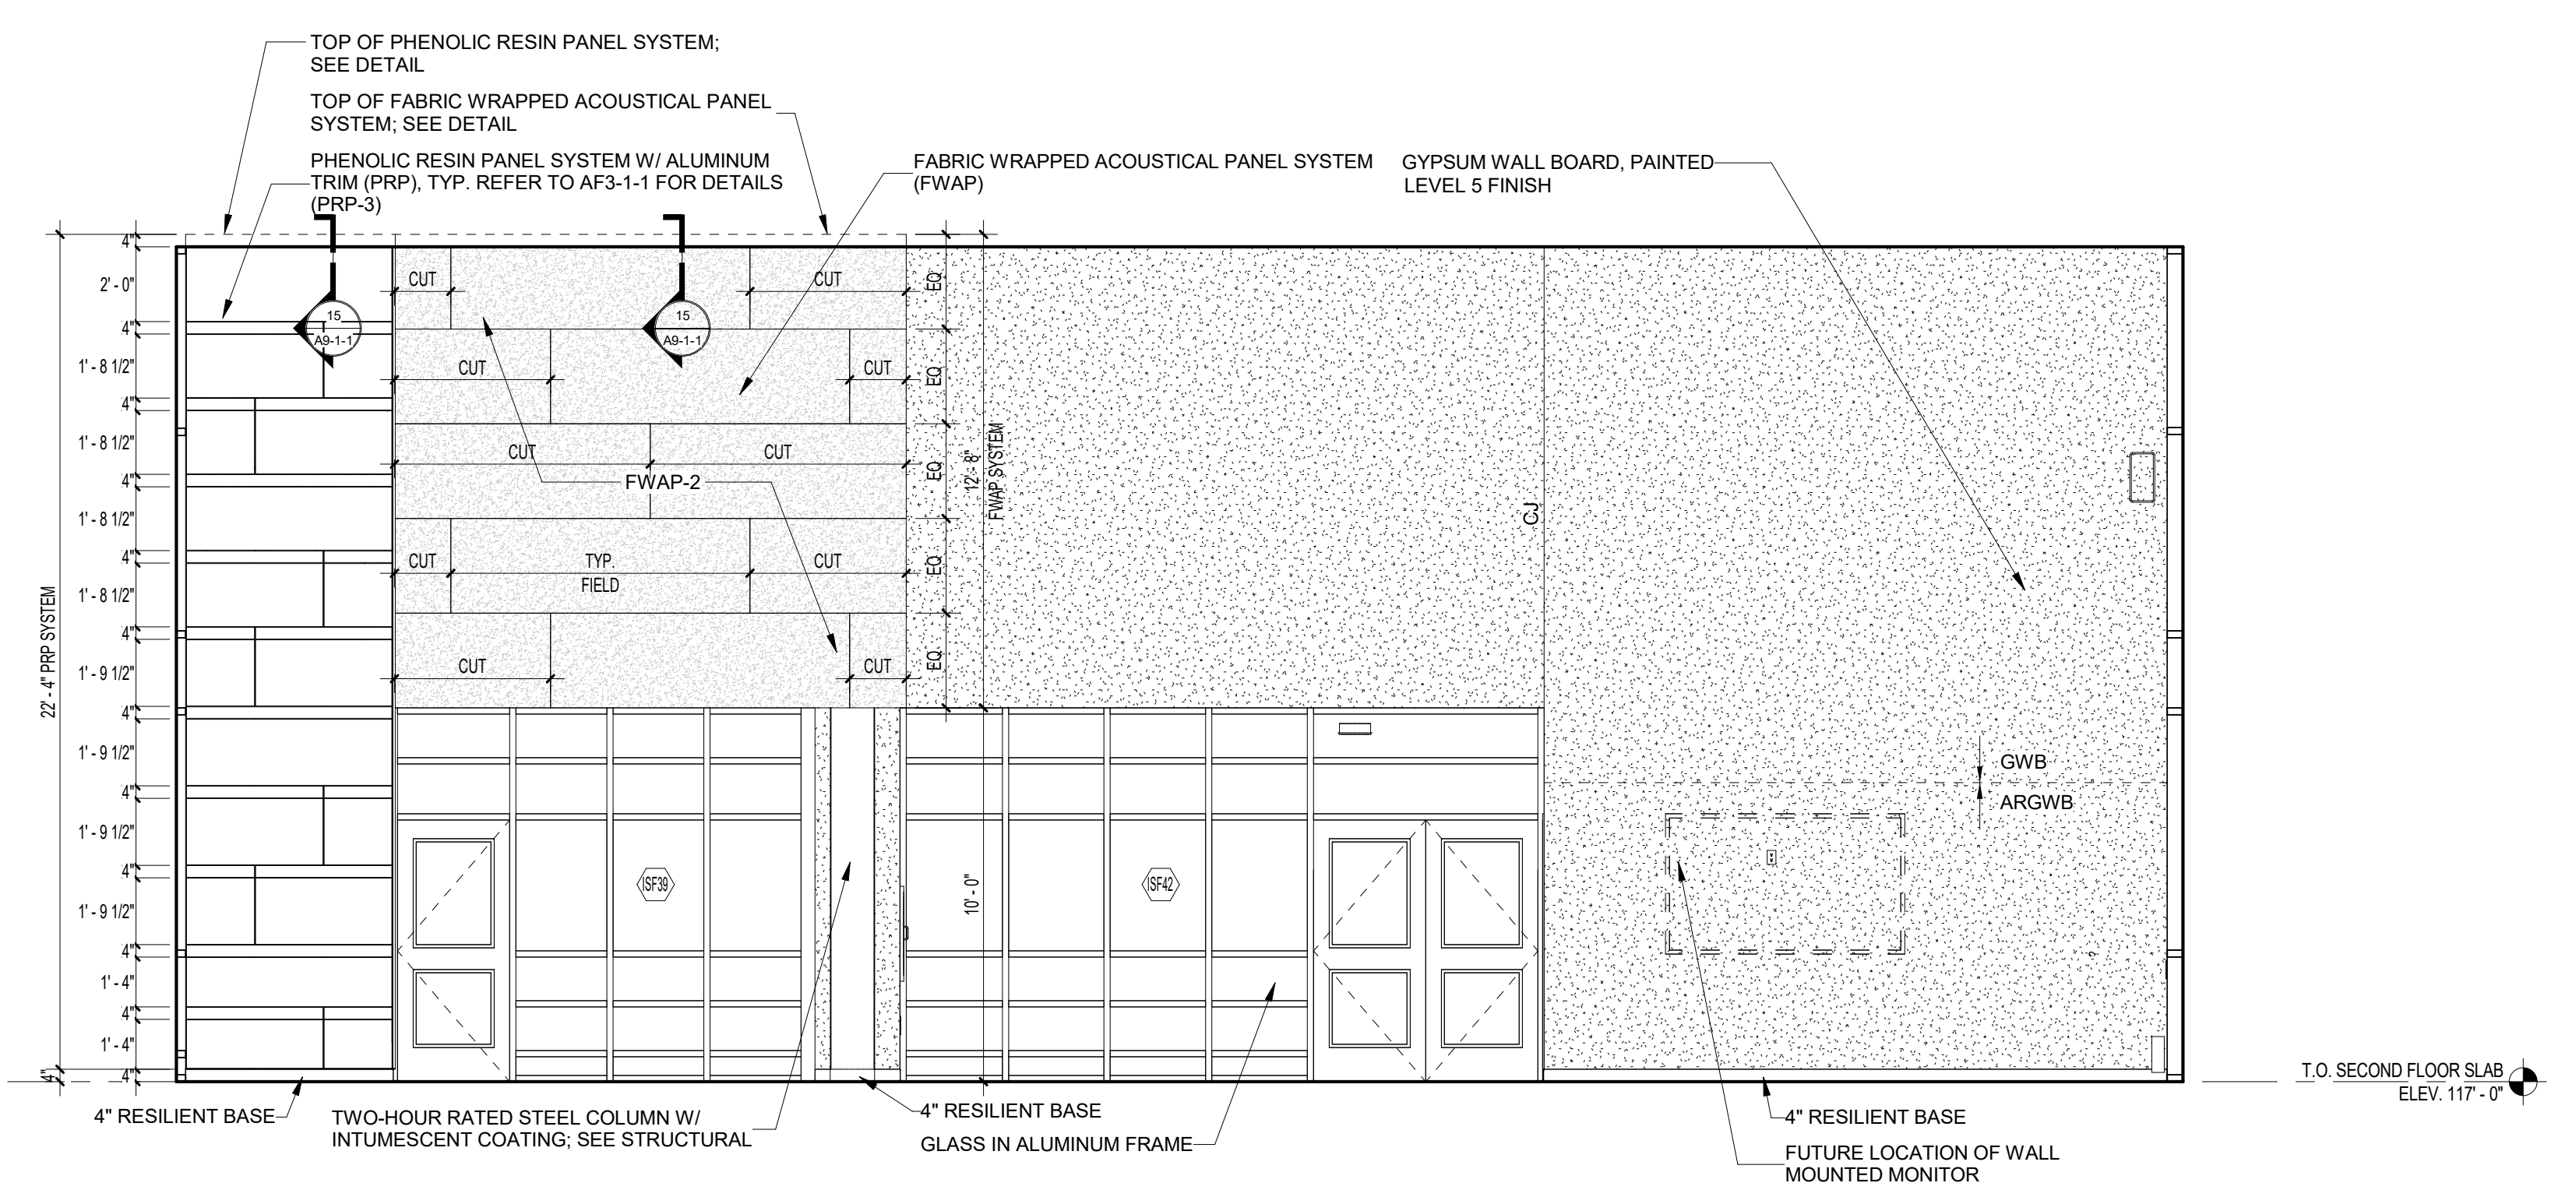 TOP OF PHENOLIC RESIN PANEL SYSTEM;
SEE DETAIL
TOP OF FABRIC WRAPPED ACOUSTICAL PANEL
SYSTEM; SEE DETAIL
PHENOLIC RESIN PANEL SYSTEM W/ ALUMINUM
TRIM (PRP), TYP. REFER TO AF3-1-1 FOR DETAILS
(PRP-3)
FABRIC WRAPPED ACOUSTICAL PANEL SYSTEM
(FWAP)
GYPSUM WALL BOARD, PAINTED
LEVEL 5 FINISH
4"
2' - 0"
4"
1' - 8 1/2"
4"
1' - 8 1/2"
4"
1' - 8 1/2"
4"
1' - 8 1/2"
4"
1' - 9 1/2"
4"
1' - 9 1/2"
4"
1' - 9 1/2"
4"
1' - 9 1/2"
4"
1' - 4"
4"
1' - 4"
4"
22' - 4" PRP SYSTEM
4"
15
A9-1-1
15
A9-1-1
CUT
CUT
CUT
CUT
CUT
CUT
FWAP-2
CUT
TYP.
FIELD
CUT
CUT
CUT
EQ
EQ
EQ
EQ
EQ
12' - 8"
FWAP SYSTEM
10' - 0"
CJ
GWB
ARGWB
ISF39
ISF42
T.O. SECOND FLOOR SLAB
ELEV. 117' - 0"
4" RESILIENT BASE
TWO-HOUR RATED STEEL COLUMN W/
INTUMESCENT COATING; SEE STRUCTURAL
4" RESILIENT BASE
GLASS IN ALUMINUM FRAME
4" RESILIENT BASE
FUTURE LOCATION OF WALL
MOUNTED MONITOR